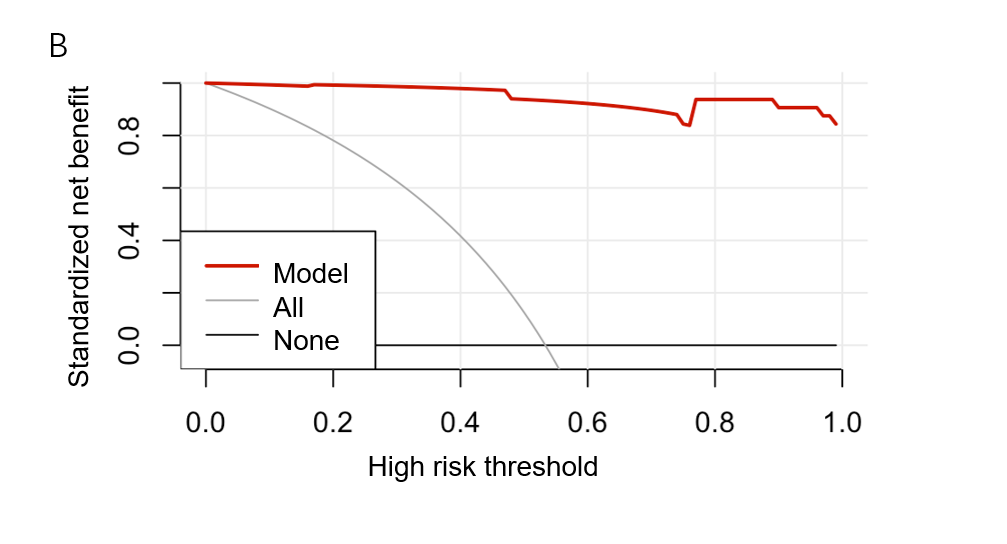 B
Standardized net benefit
0.8
0.4
0.0
Model
All
None
0.0 0.2 0.4 0.6 0.8 1.0
High risk threshold